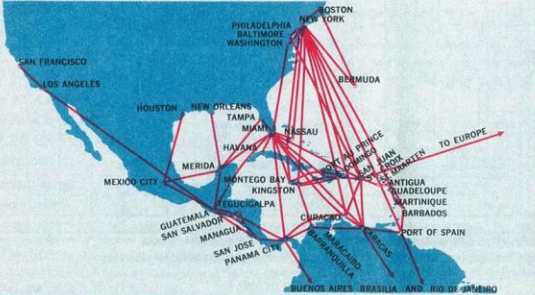 BOSTON
NEW YORK
PHILADELPHIA
BALTIMORE
WASHINGTON
SAN FRANCISCO
LOS ANGELES
BERMUDA
HOUSTON
NEW ORLEANS
TAMPA
MIAMI
NASSAU
HAVANA
TO EUROPE
MERIDA
PORT AU PRINCE
DOMINGO
SAN JUAN
CROIX
ST. MAARTEN
MEXICO CITY
MONTEGO BAY
KINGSTON
ANTIGUA
GUADELOUPE
MARTINIQUE
BARBADOS
TEGUCIGALPA
GUATEMALA
SAN SALVADOR
MANAGUA
CURACAO
MARACAIBO
BARRANQUILLA
CARACAS
PORT OF SPAIN
SAN JOSE
PANAMA CITY
BUENOS AIRES BRASILIA AND RIO DE JANEIRO